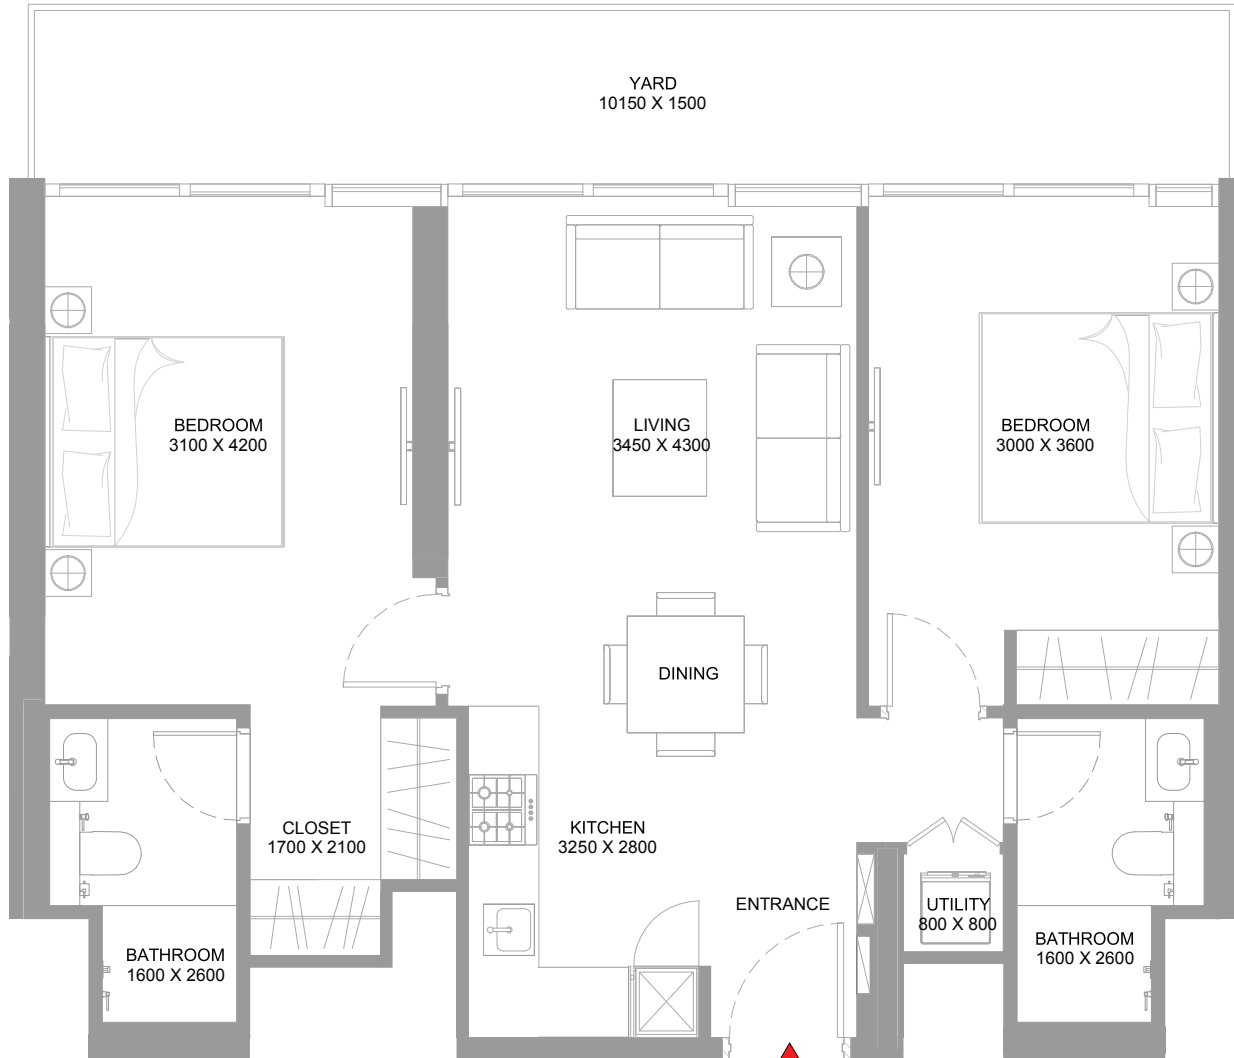 YARD
10150 X 1500
BEDROOM
3100 X 4200
LIVING
3450 X 4300
BEDROOM
3000 X 3600
DINING
CLOSET
1700 X 2100
KITCHEN
3250 X 2800
ENTRANCE
UTILITY
800 X 800
BATHROOM
1600 X 2600
BATHROOM
1600 X 2600